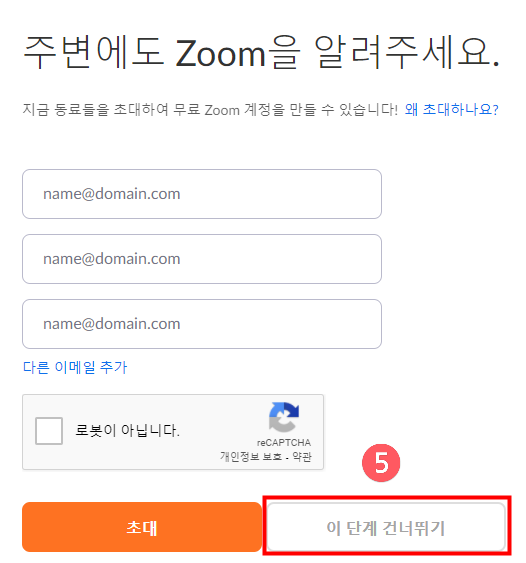 주변에도 Zoom을 알려주세요.
지금 동료들을 초대하여 무료 Zoom 계정을 만들 수 있습니다! 왜 초대하나요?
name@domain.com
name@domain.com
name@domain.com
다른 이메일 추가
로봇이 아닙니다.
reCAPTCHA
개인정보 보호 - 약관
5
초대
이 단계 건너뛰기